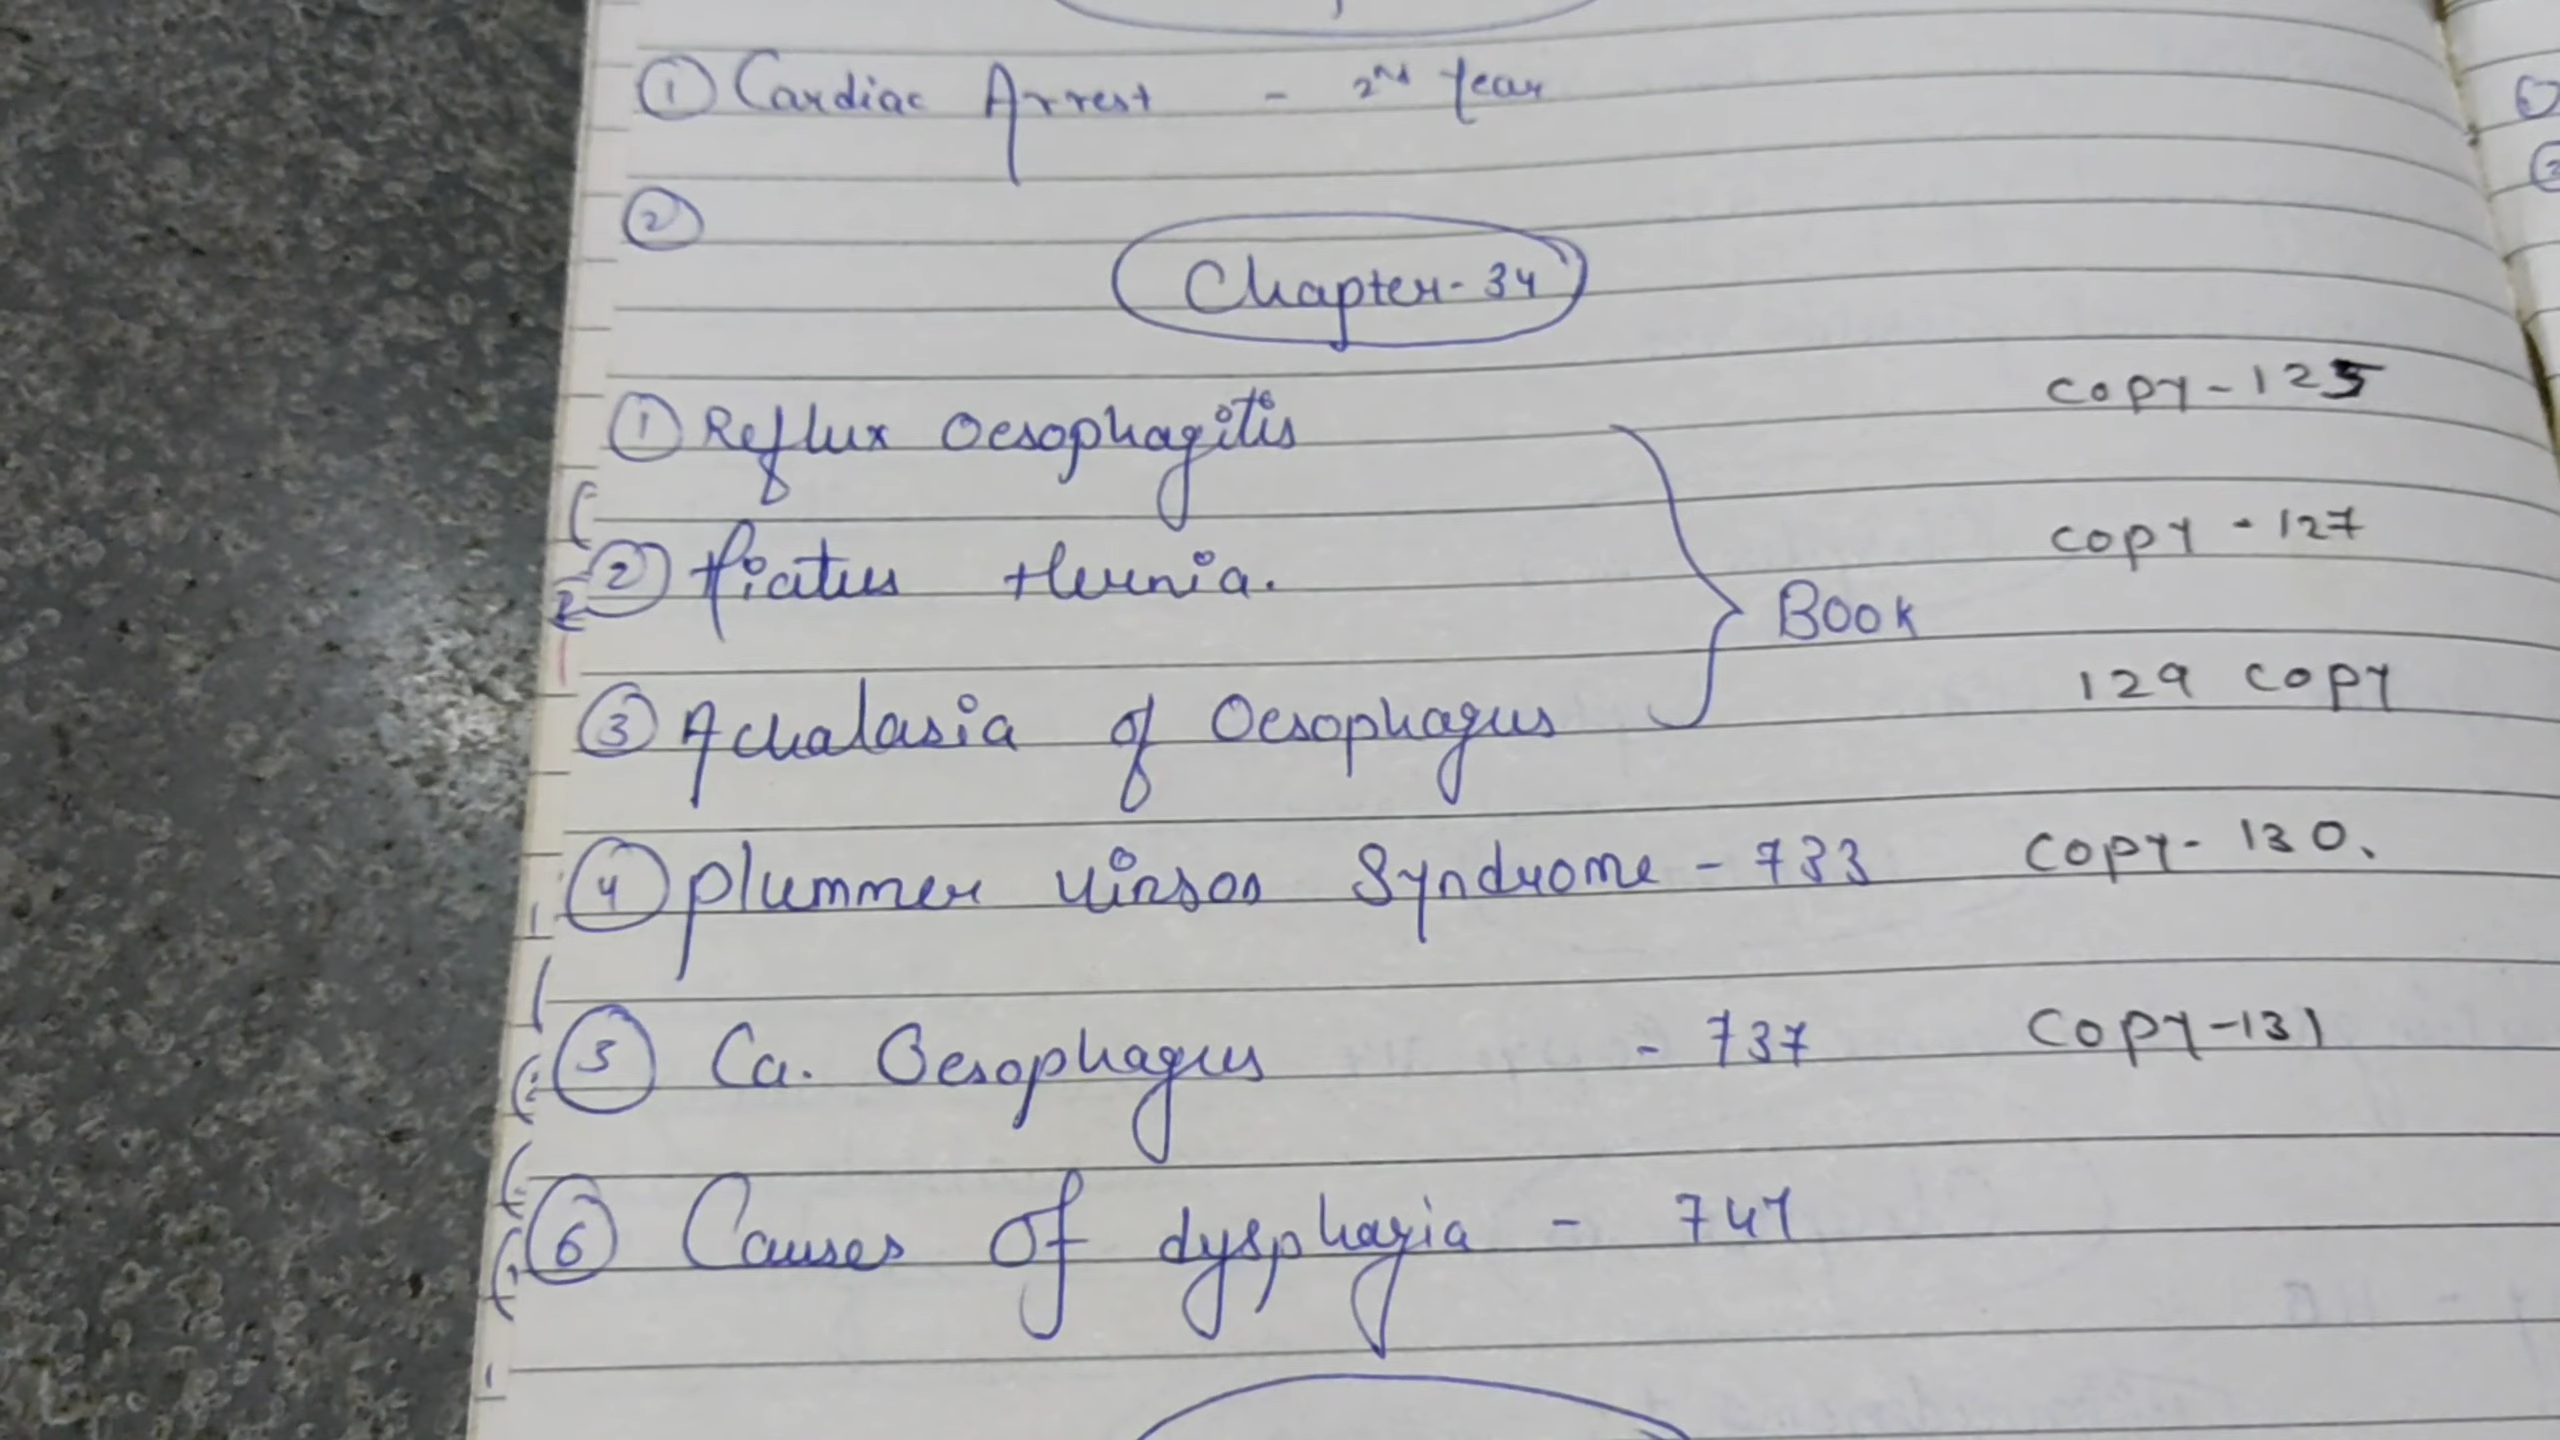 ① Cardiac Arrest - 2nd Year
②
Chapter-34
① Reflux Oesophagitis copy-125
② Hiatus Hernia. copy-127
Book
③ Achalasia of Oesophagus 129 copy
④ plummer vinson Syndrome - 733 copy-130.
⑤ Ca. Oesophagus - 737 copy-131
⑥ Causes of dysphagia - 741